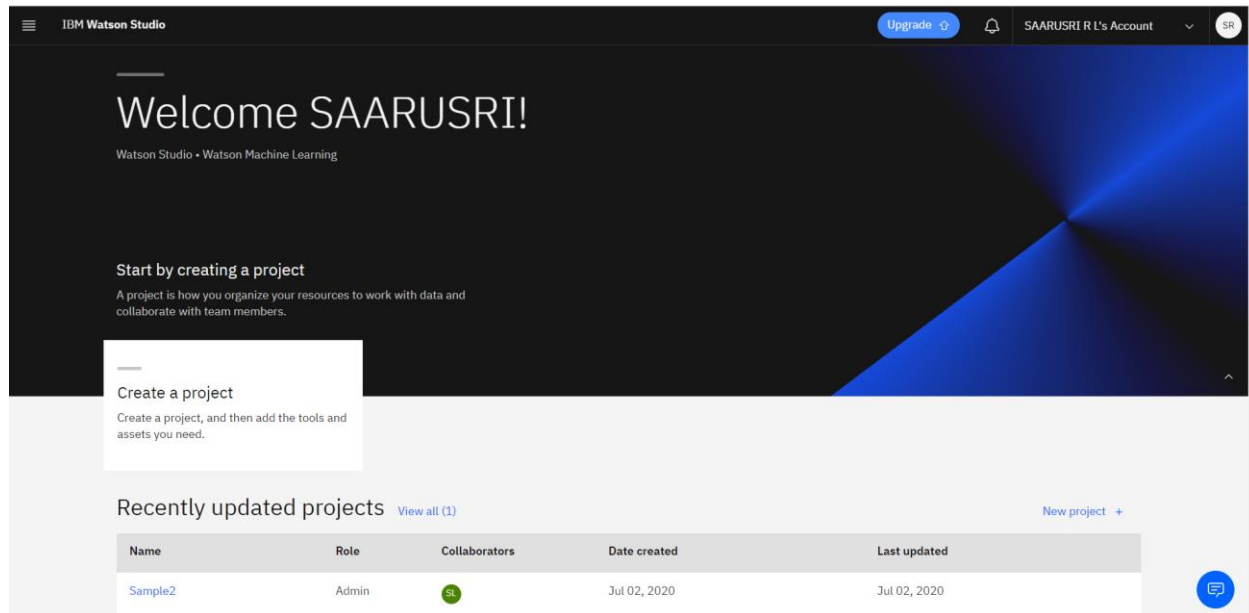 IBM Watson Studio
Upgrade
SAARUSRI R L's Account
SR
Welcome SAARUSRI!
Watson Studio • Watson Machine Learning
Start by creating a project
A project is how you organize your resources to work with data and
collaborate with team members.
Create a project
Create a project, and then add the tools and
assets you need.
Recently updated projects View all (1)
New project +
Name Role Collaborators Date created Last updated
Sample2 Admin SL Jul 02, 2020 Jul 02, 2020